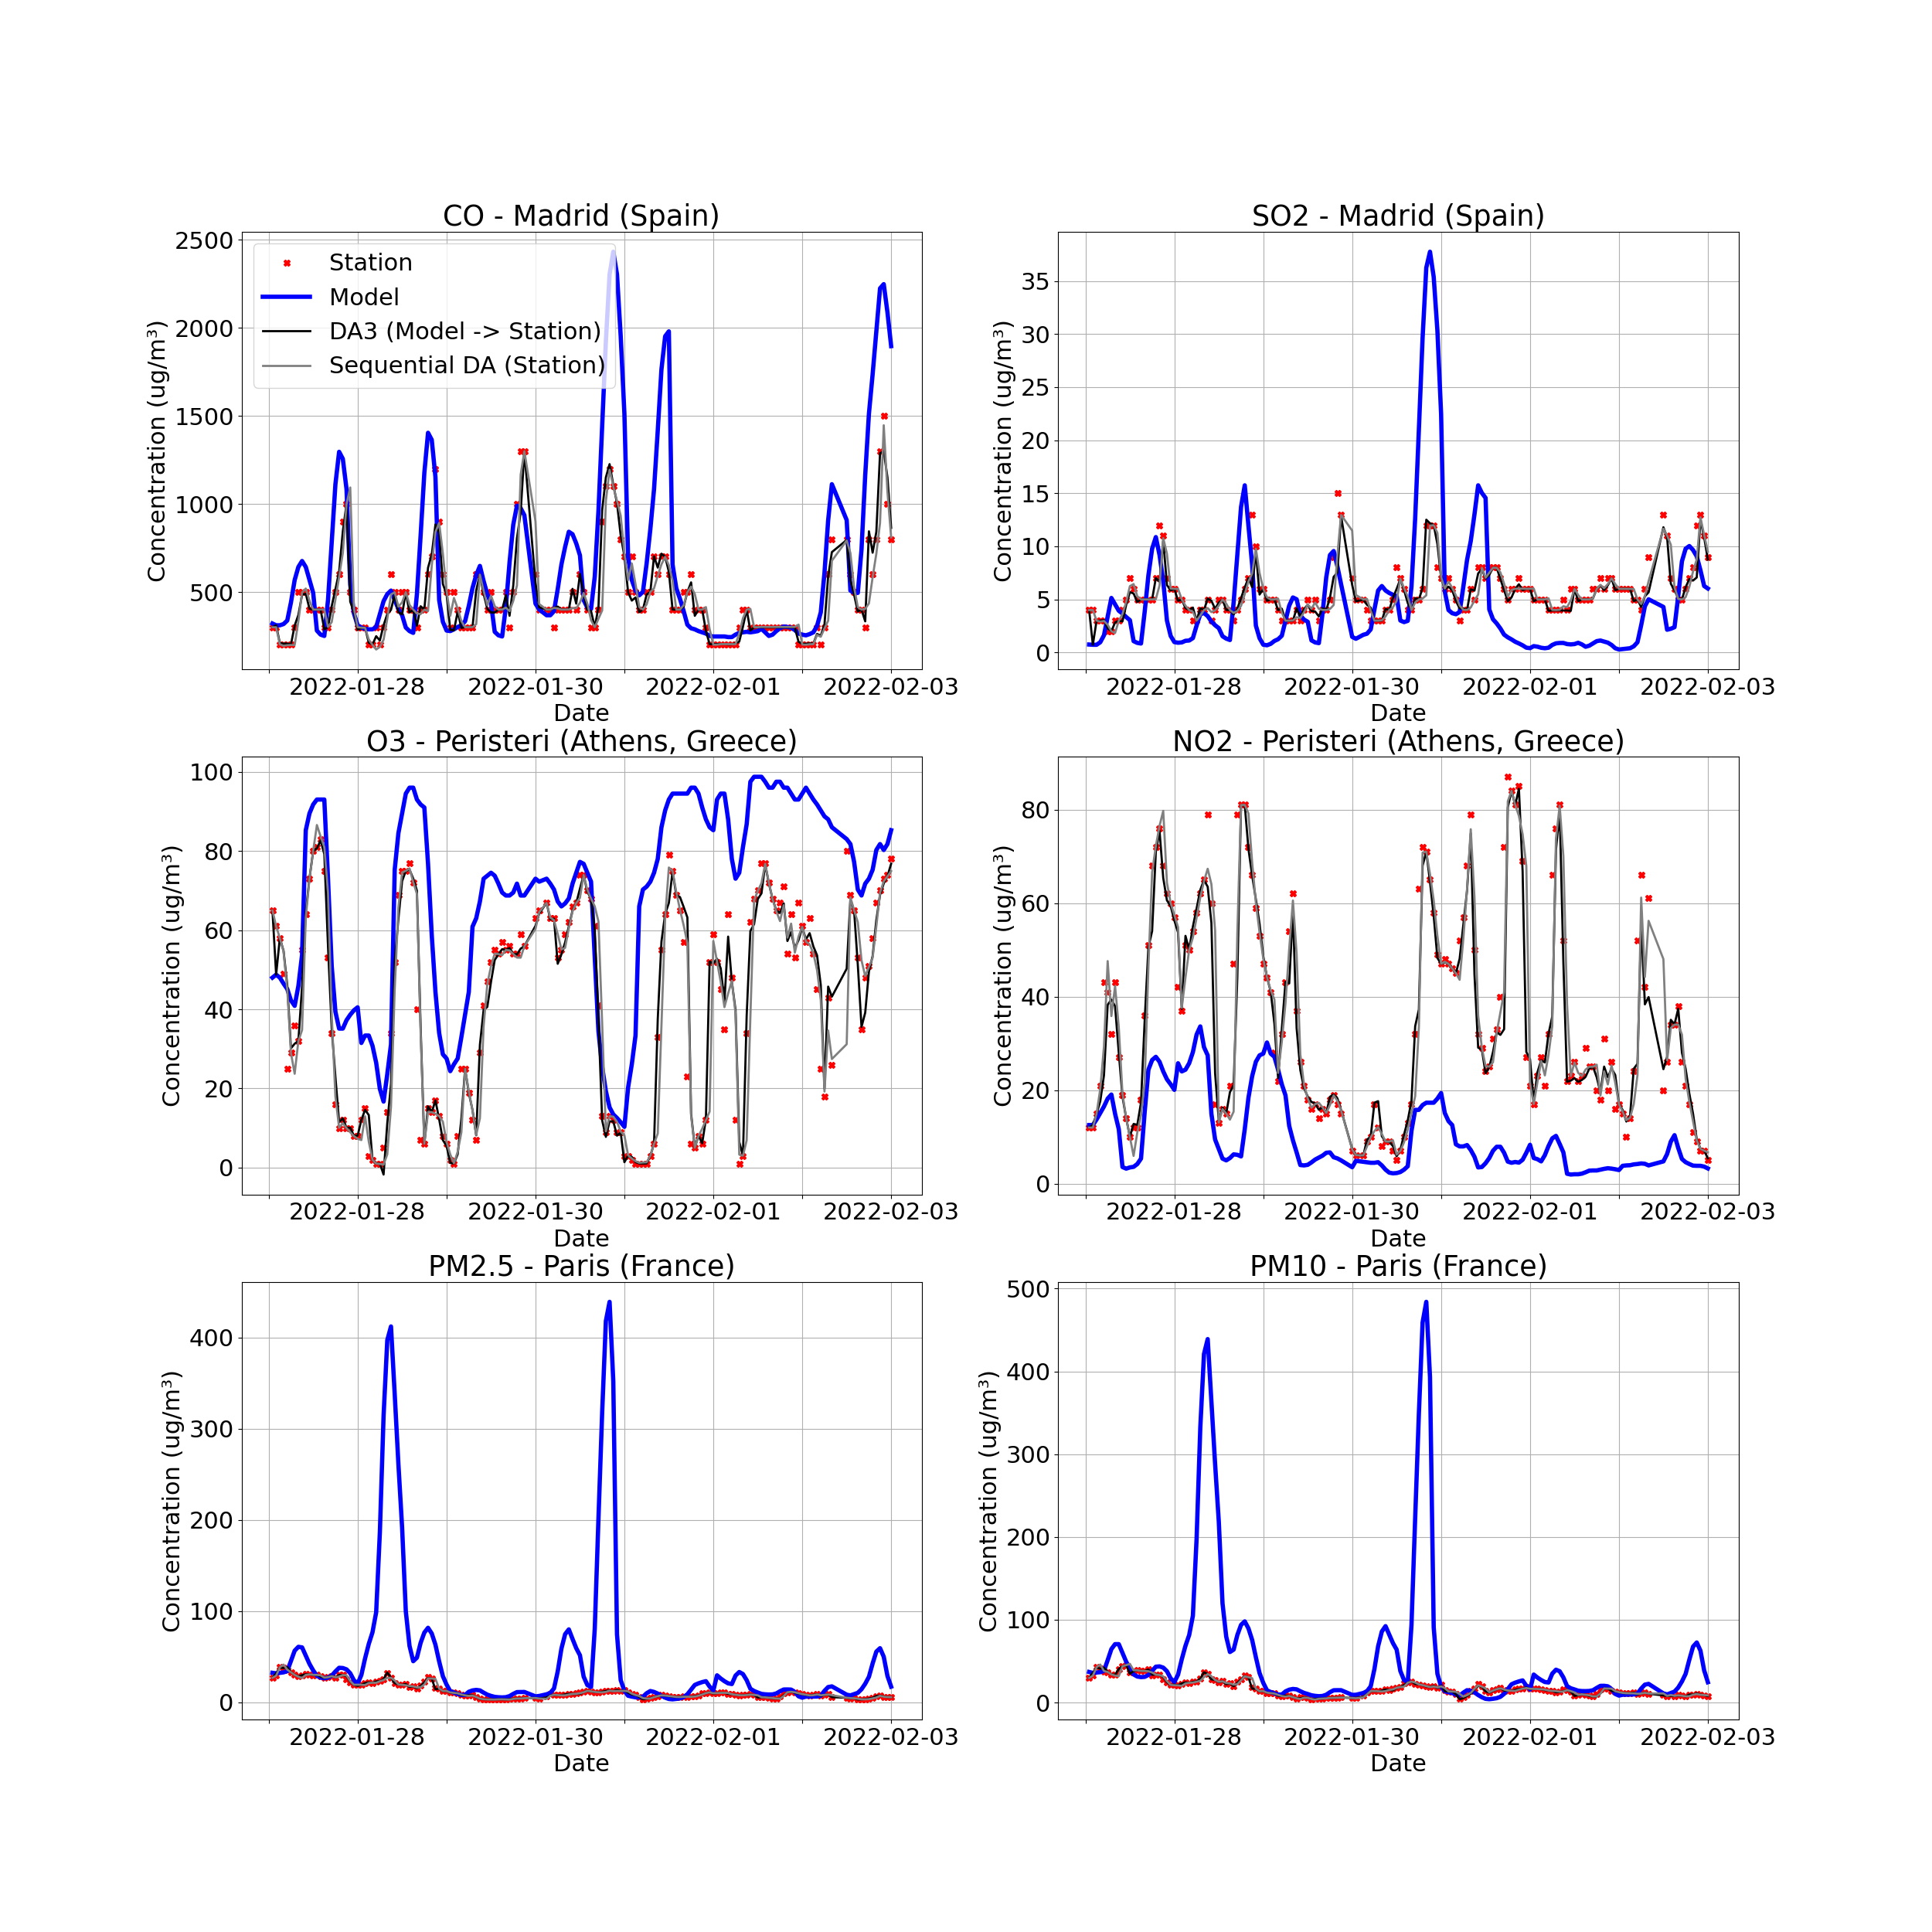 CO - Madrid (Spain)
Concentration (ug/m³)
2500
2000
1500
1000
500
Station
Model
DA3 (Model -> Station)
Sequential DA (Station)
2022-01-28
2022-01-30
2022-02-01
2022-02-03
Date
SO2 - Madrid (Spain)
Concentration (ug/m³)
35
30
25
20
15
10
5
0
2022-01-28
2022-01-30
2022-02-01
2022-02-03
Date
O3 - Peristeri (Athens, Greece)
Concentration (ug/m³)
100
80
60
40
20
0
2022-01-28
2022-01-30
2022-02-01
2022-02-03
Date
NO2 - Peristeri (Athens, Greece)
Concentration (ug/m³)
80
60
40
20
0
2022-01-28
2022-01-30
2022-02-01
2022-02-03
Date
PM2.5 - Paris (France)
Concentration (ug/m³)
400
300
200
100
0
2022-01-28
2022-01-30
2022-02-01
2022-02-03
Date
PM10 - Paris (France)
Concentration (ug/m³)
500
400
300
200
100
0
2022-01-28
2022-01-30
2022-02-01
2022-02-03
Date